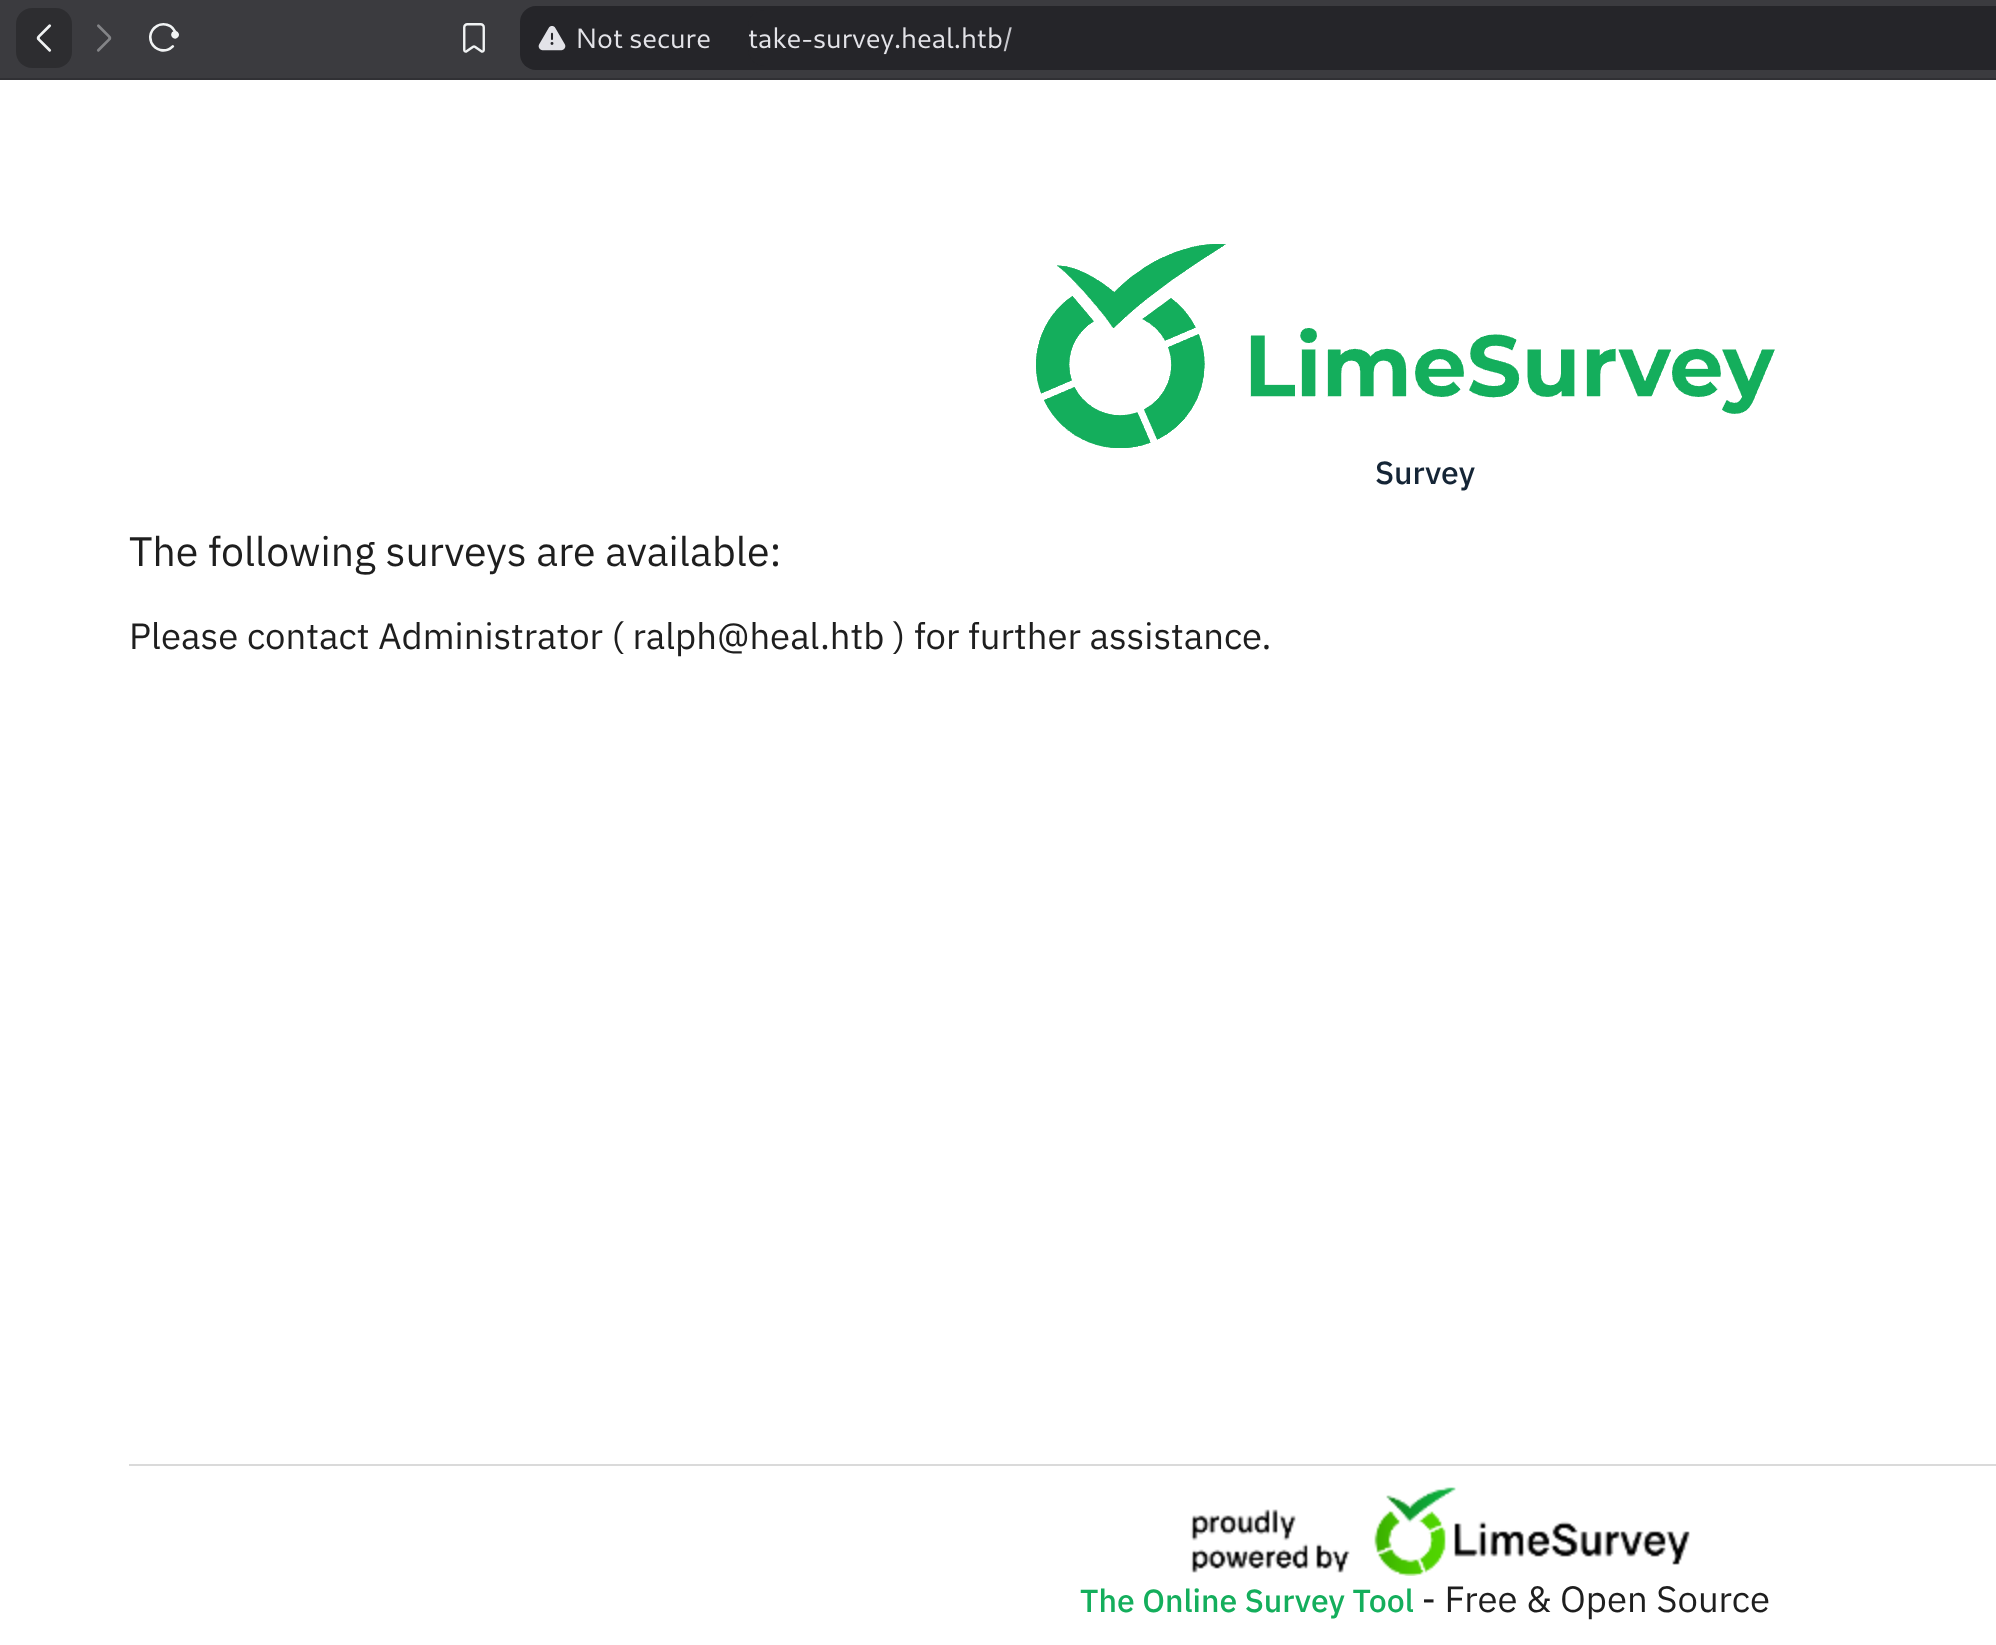 Not secure take-survey.heal.htb/
LimeSurvey
Survey
The following surveys are available:
Please contact Administrator ( ralph@heal.htb ) for further assistance.
proudly
powered by LimeSurvey
The Online Survey Tool - Free & Open Source